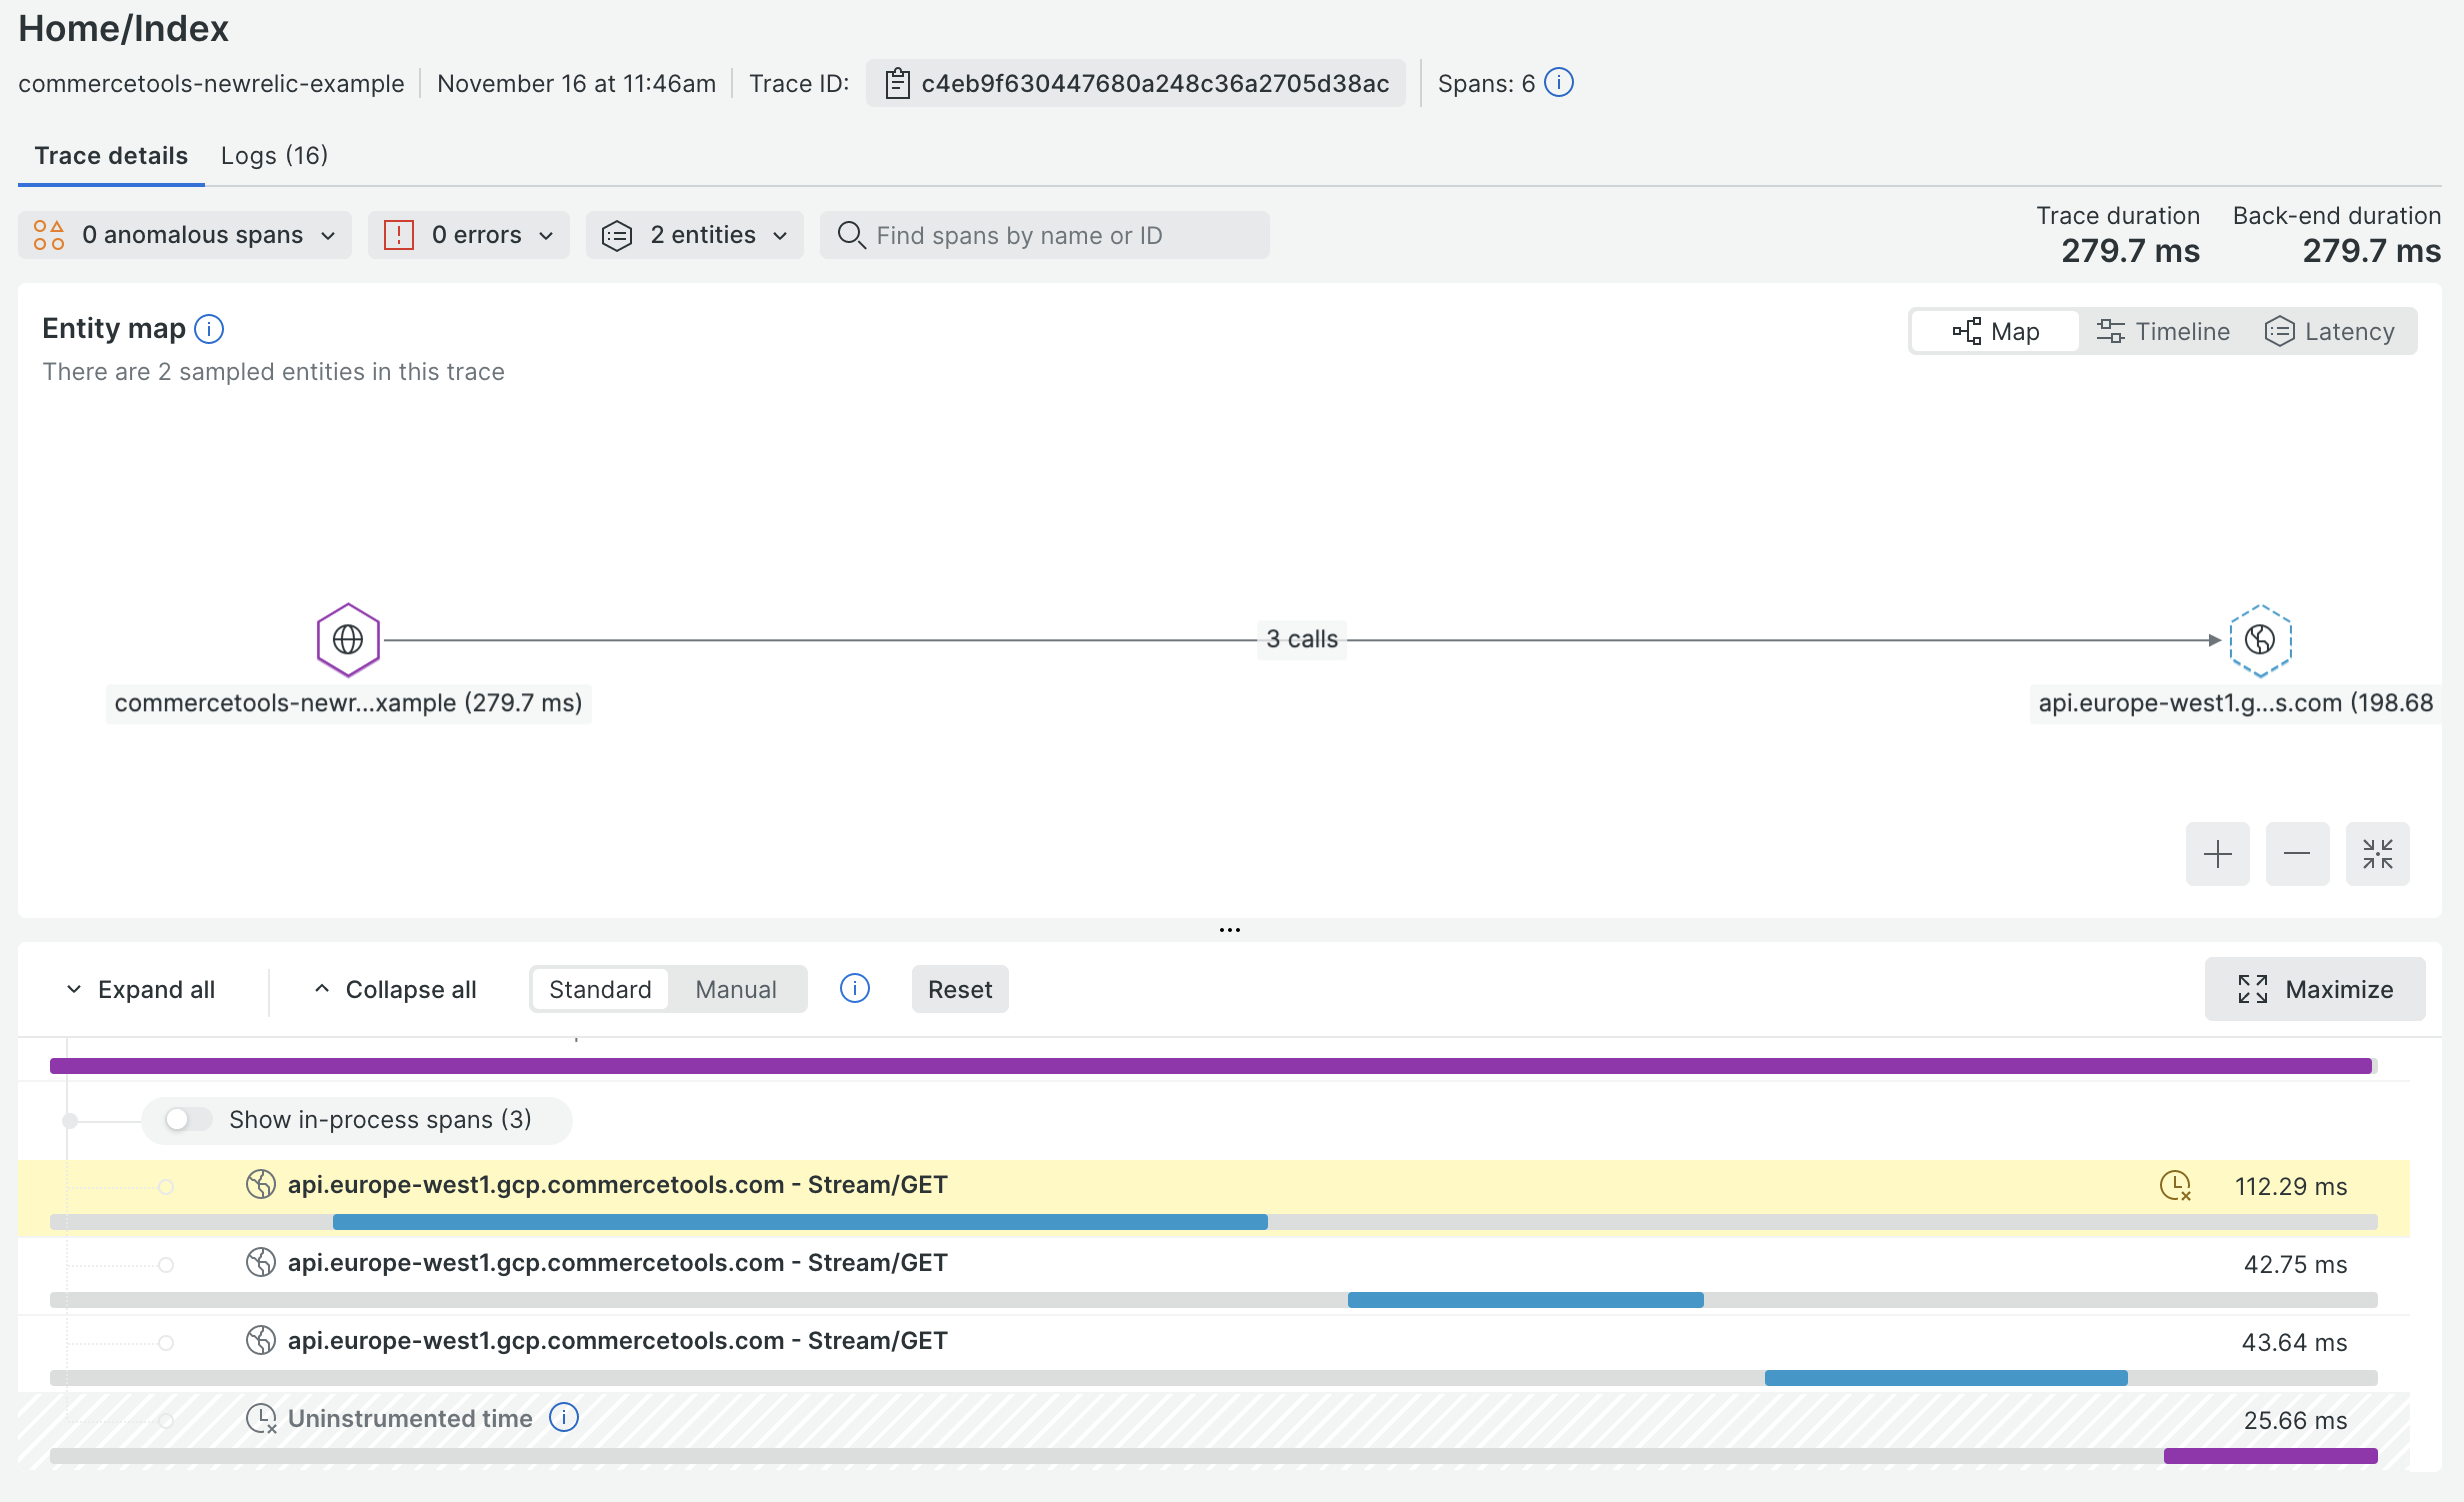 Home/Index
commercetools-newrelic-example November 16 at 11:46am Trace ID: c4eb9f630447680a248c36a2705d38ac Spans: 6
Trace details Logs (16)
0 anomalous spans 0 errors 2 entities Find spans by name or ID
Trace duration Back-end duration
279.7 ms 279.7 ms
Entity map
Map Timeline Latency
There are 2 sampled entities in this trace
3 calls
commercetools-newr...xample (279.7 ms) api.europe-west1.g...s.com (198.68
Expand all Collapse all Standard Manual Reset Maximize
Show in-process spans (3)
api.europe-west1.gcp.commercetools.com - Stream/GET 112.29 ms
api.europe-west1.gcp.commercetools.com - Stream/GET 42.75 ms
api.europe-west1.gcp.commercetools.com - Stream/GET 43.64 ms
Uninstrumented time 25.66 ms